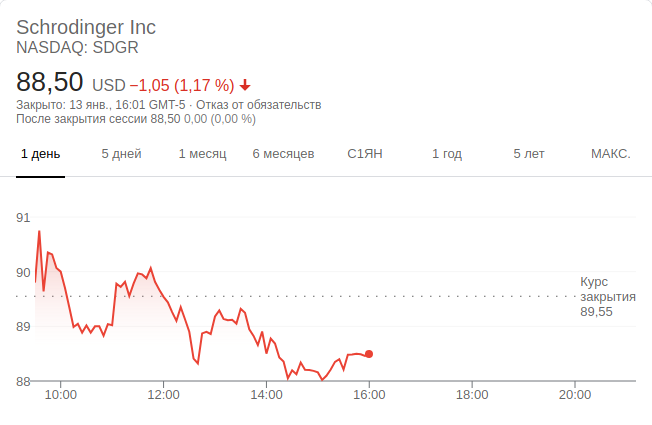 Schrodinger Inc
NASDAQ: SDGR
88,50 USD −1,05 (1,17 %)
Закрыто: 13 янв., 16:01 GMT-5 · Отказ от обязательств
После закрытия сессии 88,50 0,00 (0,00 %)
1 день 5 дней 1 месяц 6 месяцев С1ЯН 1 год 5 лет МАКС.
91
90
Курс
закрытия
89,55
89
88
10:00 12:00 14:00 16:00 18:00 20:00